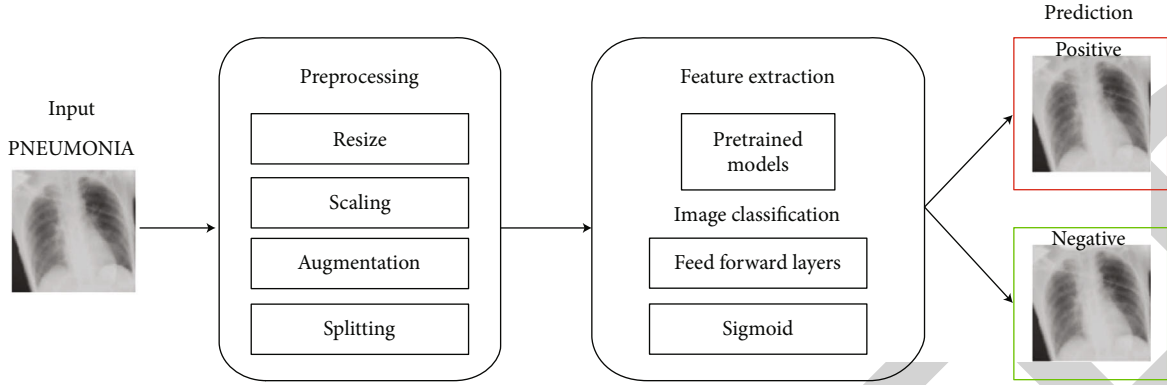 Input
PNEUMONIA
Preprocessing
Resize
Scaling
Augmentation
Splitting
Feature extraction
Pretrained
models
Image classification
Feed forward layers
Sigmoid
Prediction
Positive
Negative